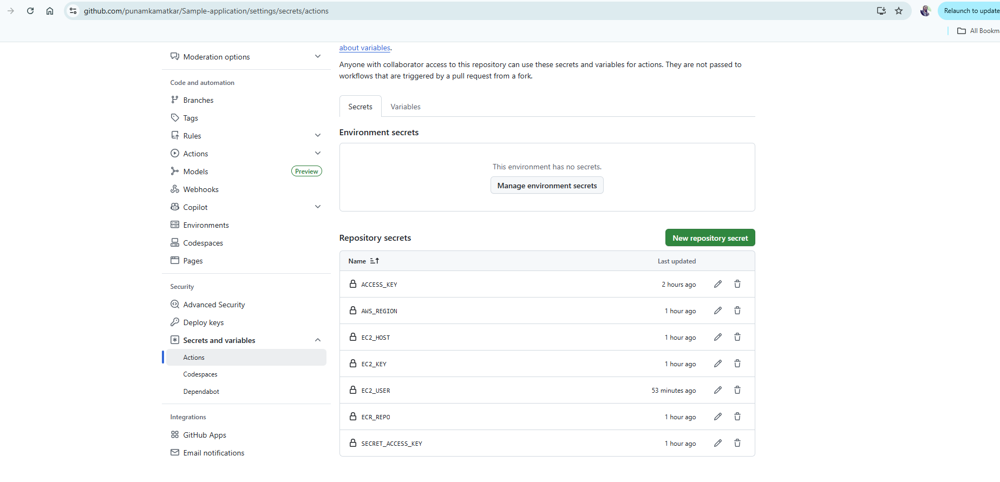 github.com/punamkamatkar/Sample-application/settings/secrets/actions
Relaunch to update
All Bookm
Moderation options
Code and automation
Branches
Tags
Rules
Actions
Models
Preview
Webhooks
Copilot
Environments
Codespaces
Pages
Security
Advanced Security
Deploy keys
Secrets and variables
Actions
Codespaces
Dependabot
Integrations
GitHub Apps
Email notifications
about variables.
Anyone with collaborator access to this repository can use these secrets and variables for actions. They are not passed to
workflows that are triggered by a pull request from a fork.
Secrets Variables
Environment secrets
This environment has no secrets.
Manage environment secrets
Repository secrets
New repository secret
Name Last updated
ACCESS_KEY 2 hours ago
AWS_REGION 1 hour ago
EC2_HOST 1 hour ago
EC2_KEY 1 hour ago
EC2_USER 53 minutes ago
ECR_REPO 1 hour ago
SECRET_ACCESS_KEY 1 hour ago